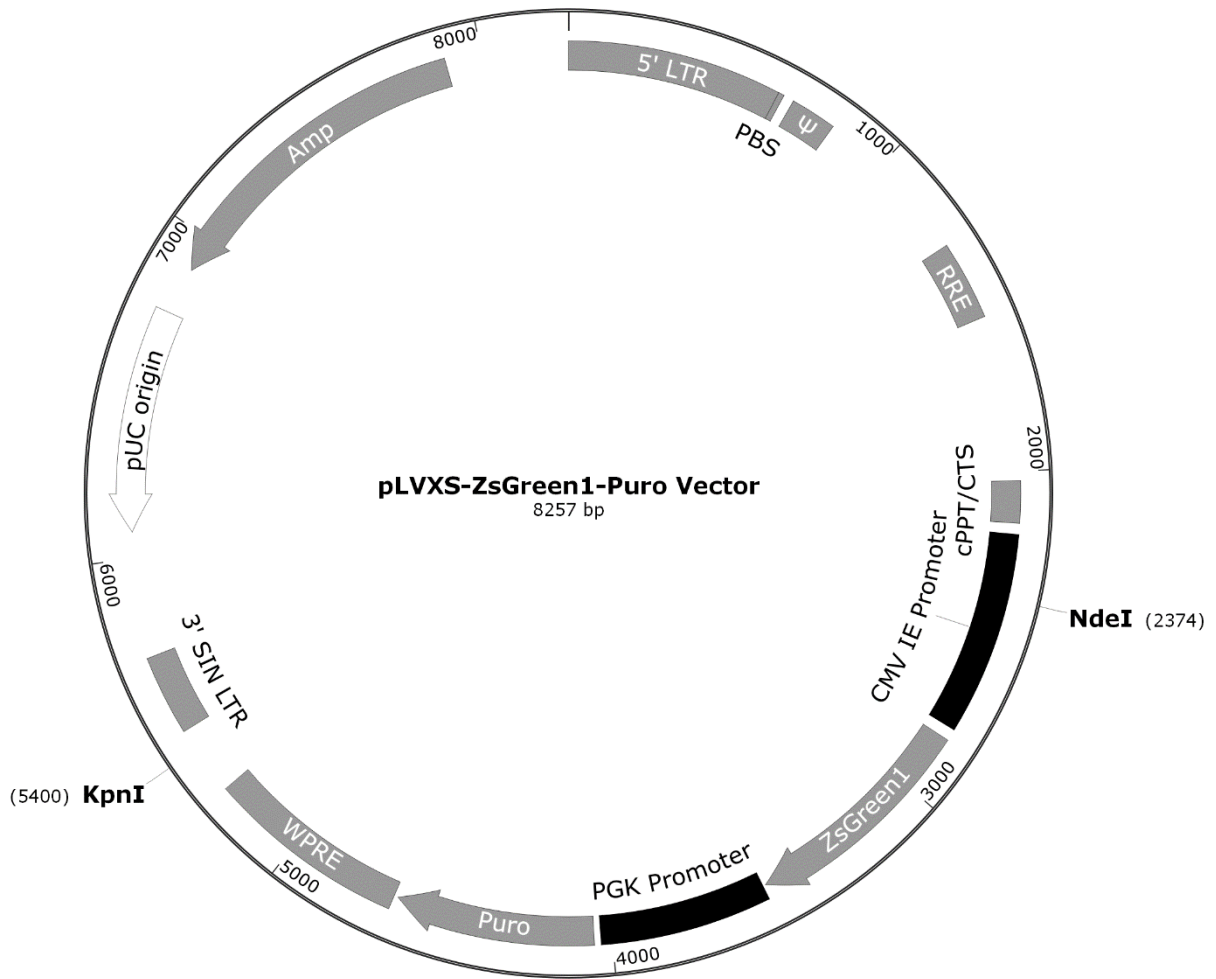 8000
5' LTR
PBS
Ψ
1000
Amp
7000
RRE
pUC origin
pLVXS-ZsGreen1-Puro Vector
8257 bp
2000
cPPT/CTS
CMV IE Promoter
NdeI (2374)
6000
3' SIN LTR
(5400) KpnI
3000
ZsGreen1
WPRE
5000
PGK Promoter
Puro
4000